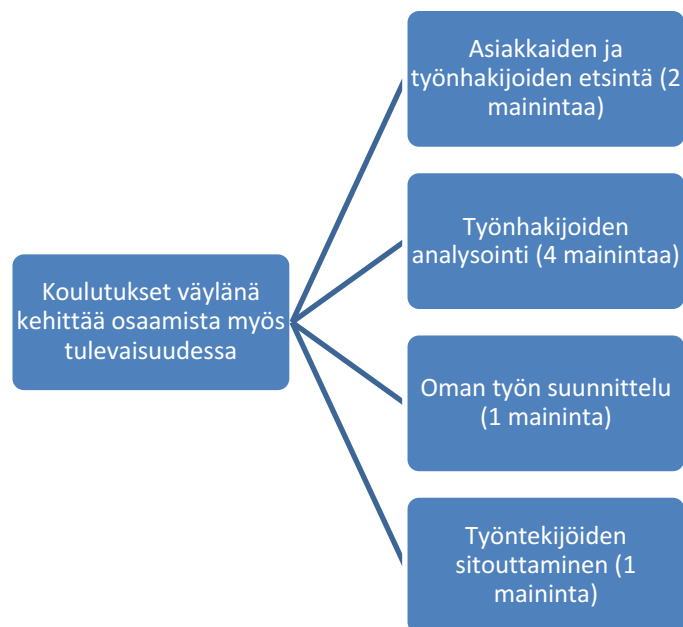 Asiakkaiden ja
työnhakijoiden etsintä (2
mainintaa)
Työnhakijoiden
analysointi (4 mainintaa)
Koulutukset väylänä
kehittää osaamista myös
tulevaisuudessa
Oman työn suunnittelu
(1 maininta)
Työntekijöiden
sitouttaminen (1
maininta)